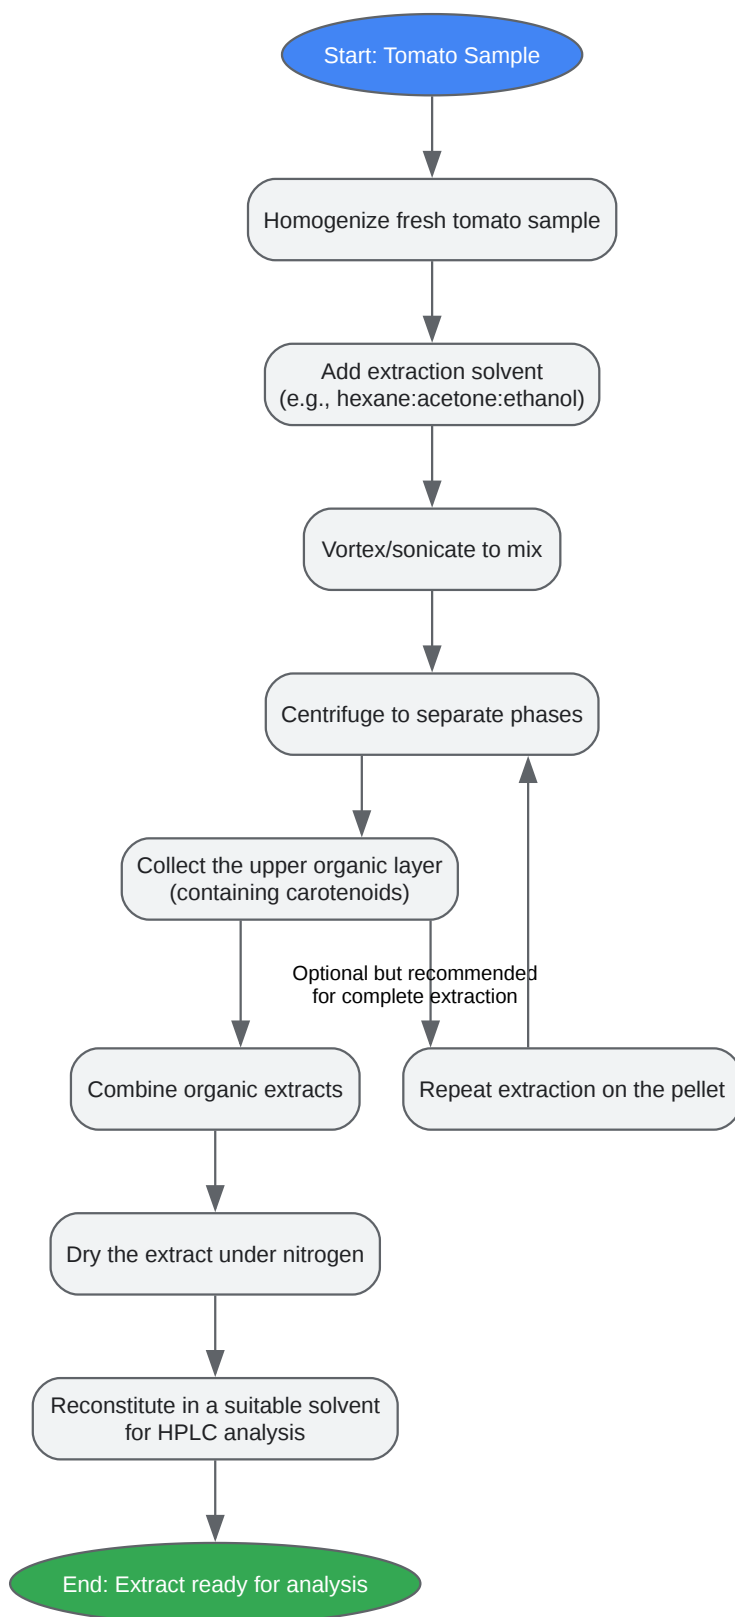 Start: Tomato Sample
Homogenize fresh tomato sample
Add extraction solvent
(e.g., hexane:acetone:ethanol)
Vortex/sonicate to mix
Centrifuge to separate phases
Collect the upper organic layer
(containing carotenoids)
Optional but recommended
for complete extraction
Combine organic extracts
Repeat extraction on the pellet
Dry the extract under nitrogen
Reconstitute in a suitable solvent
for HPLC analysis
End: Extract ready for analysis